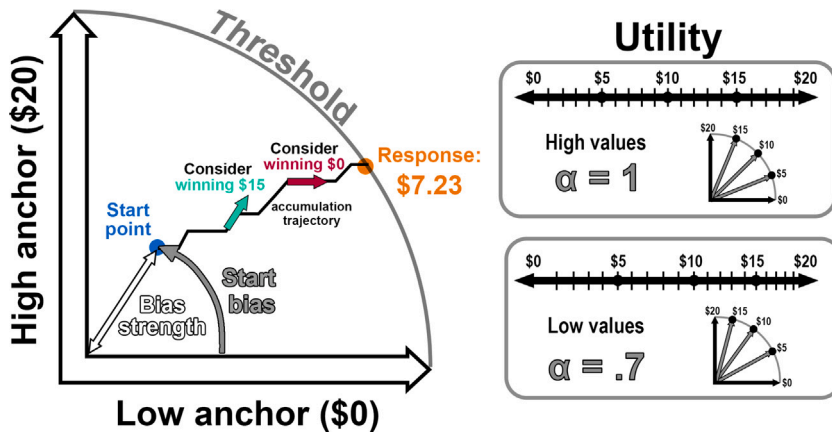 High anchor ($20)
Threshold
Consider
winning $15
Consider
winning $0
Response:
$7.23
accumulation
trajectory
Start
point
Start
bias
Bias
strength
Low anchor ($0)
Utility
$0 $5 $10 $15 $20
High values
α = 1
$20 $15 $10 $5 $0
$0 $5 $10 $15 $20
Low values
α = .7
$20 $15 $10 $5 $0